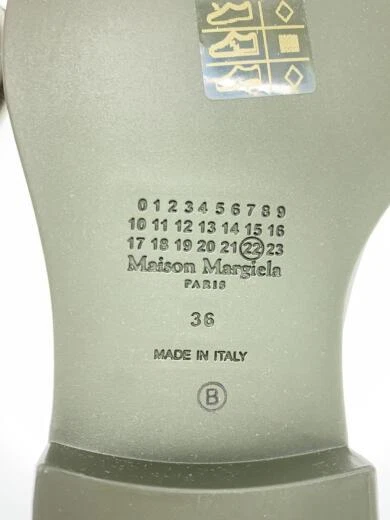 0 1 2 3 4 5 6 7 8 9
10 11 12 13 14 15 16
17 18 19 20 21 22 23
Maison Margiela
PARIS
36
MADE IN ITALY
B